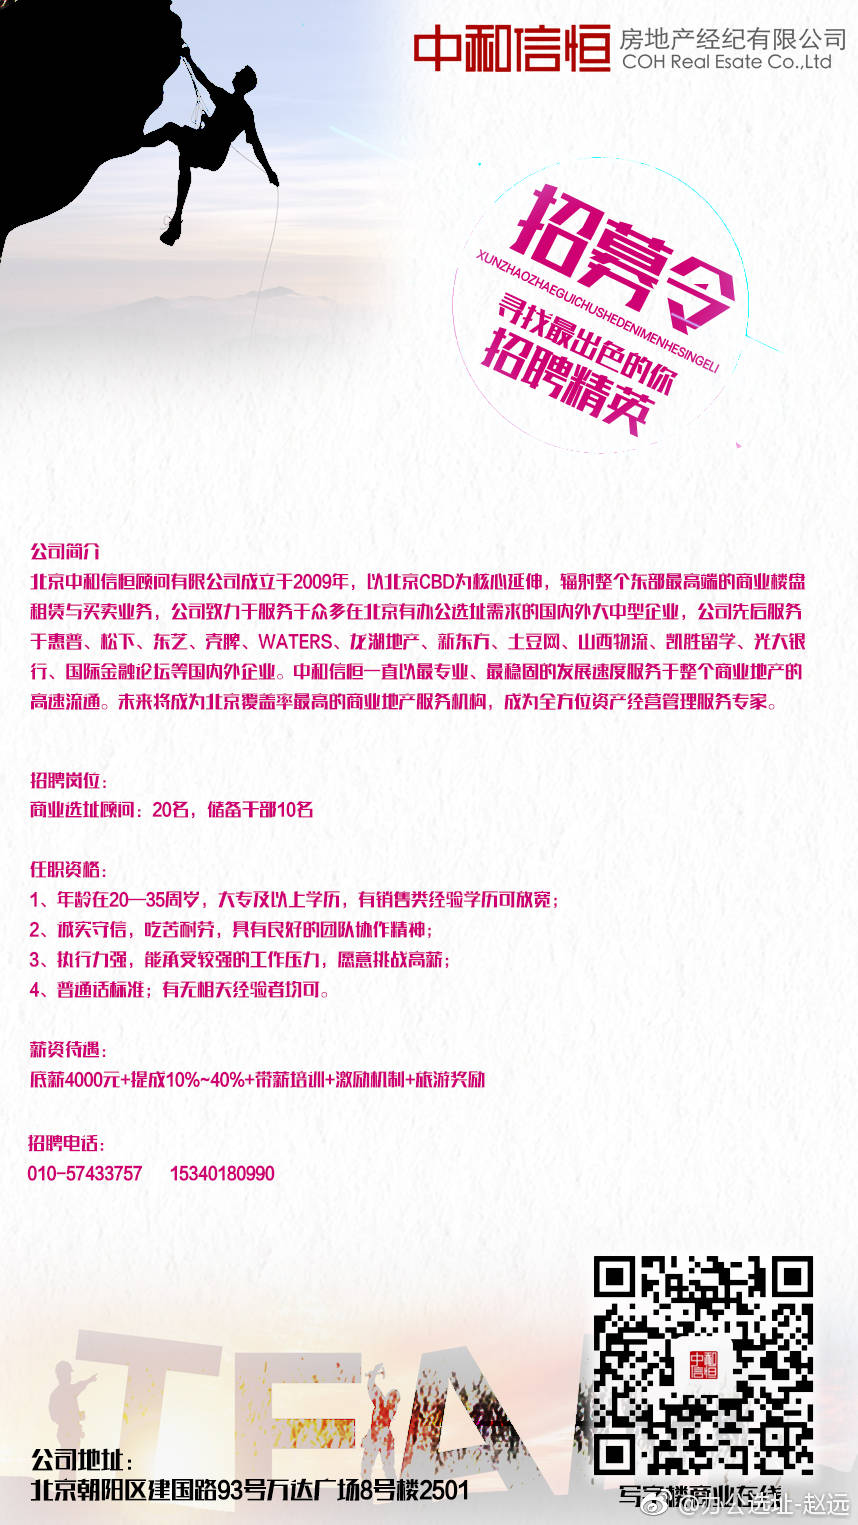 中和信恒
房地产经纪有限公司
COH Real Esate Co.,Ltd
招募令
XUNZHAOZHAEGUICHUSHEDENIMENHESINGELI
寻找最出色的你
招聘精英
公司简介
北京中和信恒顾问有限公司成立于2009年，以北京CBD为核心延伸，辐射整个东部最高端的商业楼盘
租赁与买卖业务，公司致力于服务于众多在北京有办公选址需求的国内外大中型企业，公司先后服务
于惠普、松下、东艺、壳牌、WATERS、龙湖地产、新东方、土豆网、山西物流、凯胜留学、光大银
行、国际金融论坛等国内外企业。中和信恒一直以最专业、最稳固的发展速度服务于整个商业地产的
高速流通。未来将成为北京覆盖率最高的商业地产服务机构，成为全方位资产经营管理服务专家。
招聘岗位：
商业选址顾问：20名，储备干部10名
任职资格：
1、年龄在20—35周岁，大专及以上学历，有销售类经验学历可放宽；
2、诚实守信，吃苦耐劳，具有良好的团队协作精神；
3、执行力强，能承受较强的工作压力，愿意挑战高薪；
4、普通话标准；有无相关经验者均可。
薪资待遇：
底薪4000元+提成10%~40%+带薪培训+激励机制+旅游奖励
招聘电话：
010-57433757 15340180990
TEAM
中和信恒
公司地址：
北京朝阳区建国路93号万达广场8号楼2501
写字楼商业在线
@办公选址-赵远